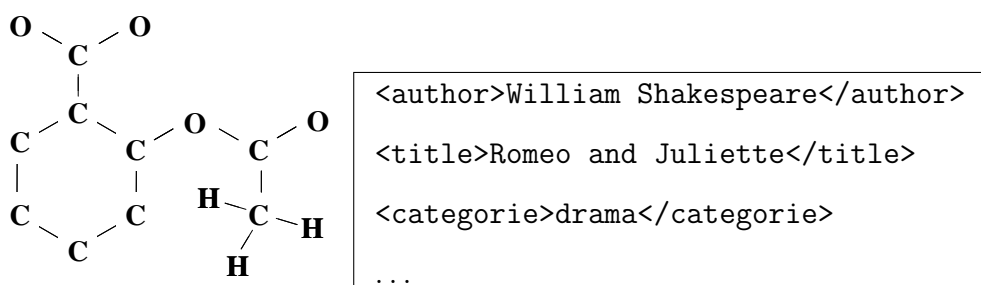 O O
C
C O O
C C C
H C H
C C
C H
<author>William Shakespeare</author>
<title>Romeo and Juliette</title>
<categorie>drama</categorie>
...